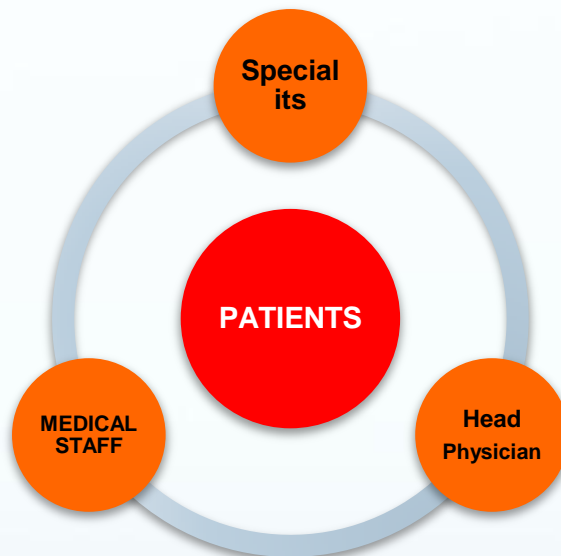 Special
its
PATIENTS
MEDICAL
STAFF
Head
Physician